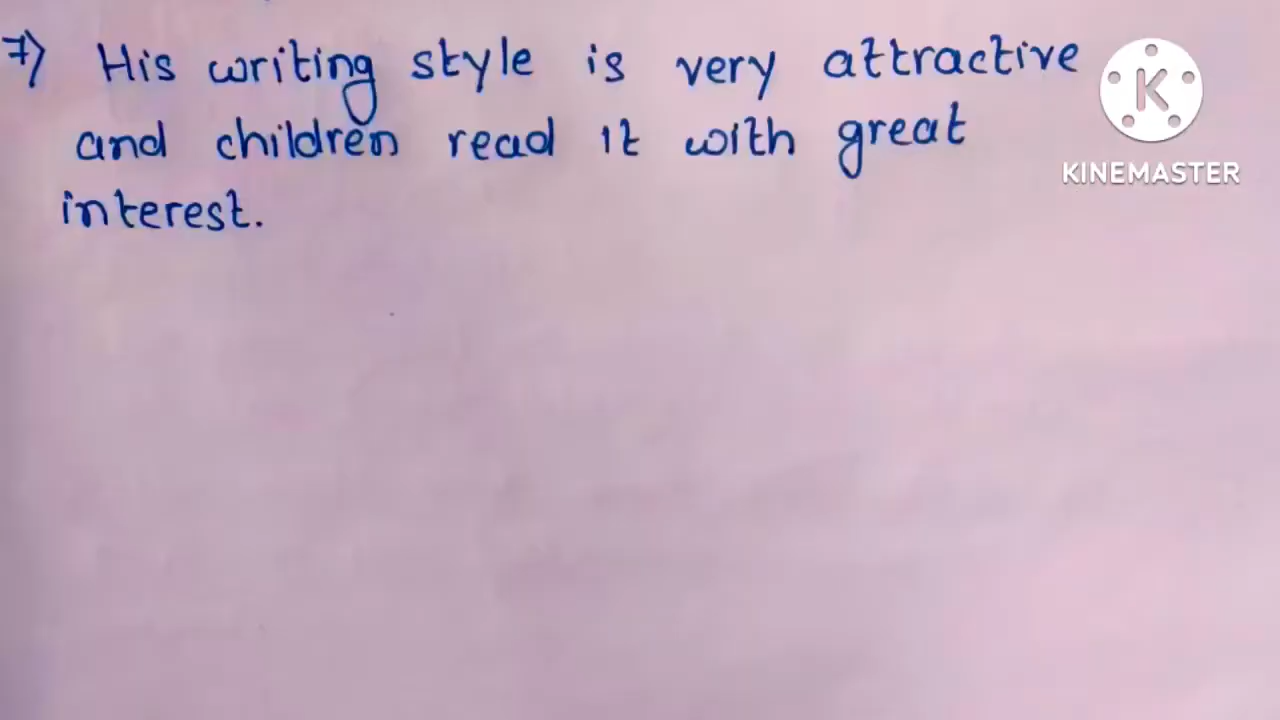 7) His writing style is very attractive
and children read it with great
interest.
K
KINEMASTER